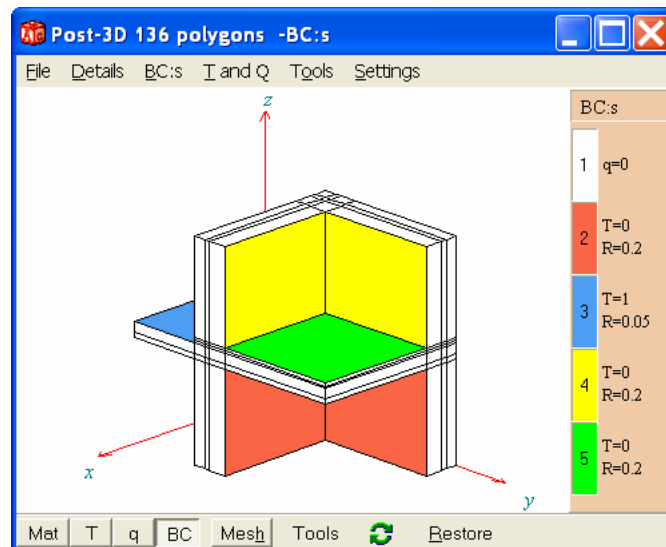 Post-3D 136 polygons -BC:s
File Details BC:s T and Q Tools Settings
z
x
y
BC:s
1 q=0
2 T=0
R=0.2
3 T=1
R=0.05
4 T=0
R=0.2
5 T=0
R=0.2
Mat T q BC Mesh Tools Restore